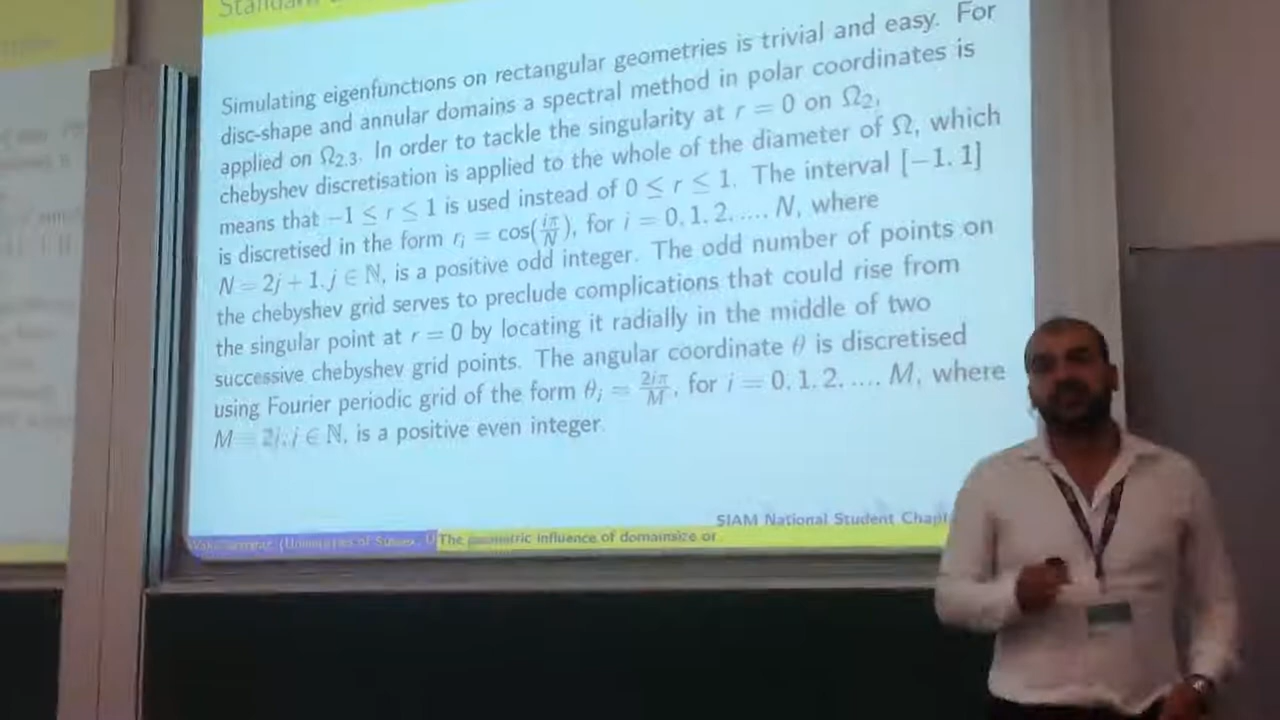 Simulating eigenfunctions on rectangular geometries is trivial and easy. For
disc-shape and annular domains a spectral method in polar coordinates is
applied on Ω₂,₃. In order to tackle the singularity at r = 0 on Ω₂,
chebyshev discretisation is applied to the whole of the diameter of Ω, which
means that −1 ≤ r ≤ 1 is used instead of 0 ≤ r ≤ 1. The interval [−1, 1]
is discretised in the form rᵢ = cos(iπ/N), for i = 0, 1, 2, ..., N, where
N = 2j + 1, j ∈ ℕ, is a positive odd integer. The odd number of points on
the chebyshev grid serves to preclude complications that could rise from
the singular point at r = 0 by locating it radially in the middle of two
successive chebyshev grid points. The angular coordinate θ is discretised
using Fourier periodic grid of the form θᵢ = 2iπ/M, for i = 0, 1, 2, ..., M, where
M = 2j, j ∈ ℕ, is a positive even integer.
SIAM National Student
The geometric influence of domainsize or